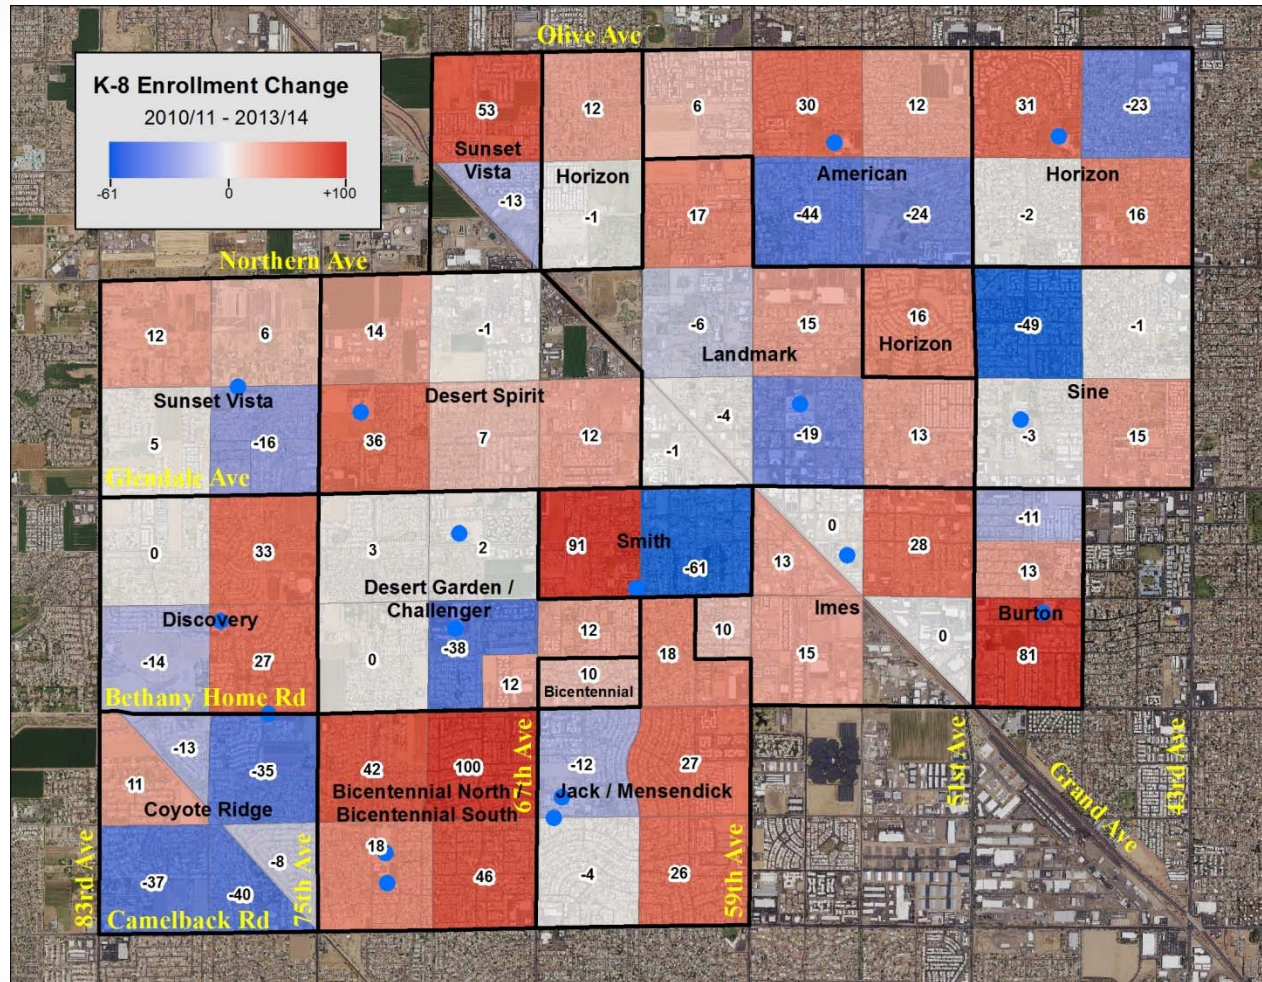 Olive Ave
K-8 Enrollment Change
2010/11 - 2013/14
-61
0
+100
53
12
6
30
12
31
-23
Sunset
Vista
Horizon
American
Horizon
-13
-1
17
-44
-24
-2
16
Northern Ave
12
6
14
-1
-6
15
16
-49
-1
Landmark
Horizon
Sunset Vista
Desert Spirit
Sine
5
-16
36
7
12
-1
-4
-19
13
-3
15
Glendale Ave
0
33
3
2
91
Smith
-61
13
0
28
-11
13
Desert Garden /
Challenger
Discovery
Imes
Burton
-14
27
0
-38
12
12
18
10
15
0
81
10
Bicentennial
Bethany Home Rd
-13
-35
11
Coyote Ridge
42
100
Bicentennial North /
Bicentennial South
67th Ave
-12
27
Jack / Mensendick
51st Ave
Grand Ave
43rd Ave
-37
-40
-8
18
46
-4
26
83rd Ave
Camelback Rd
75th Ave
59th Ave